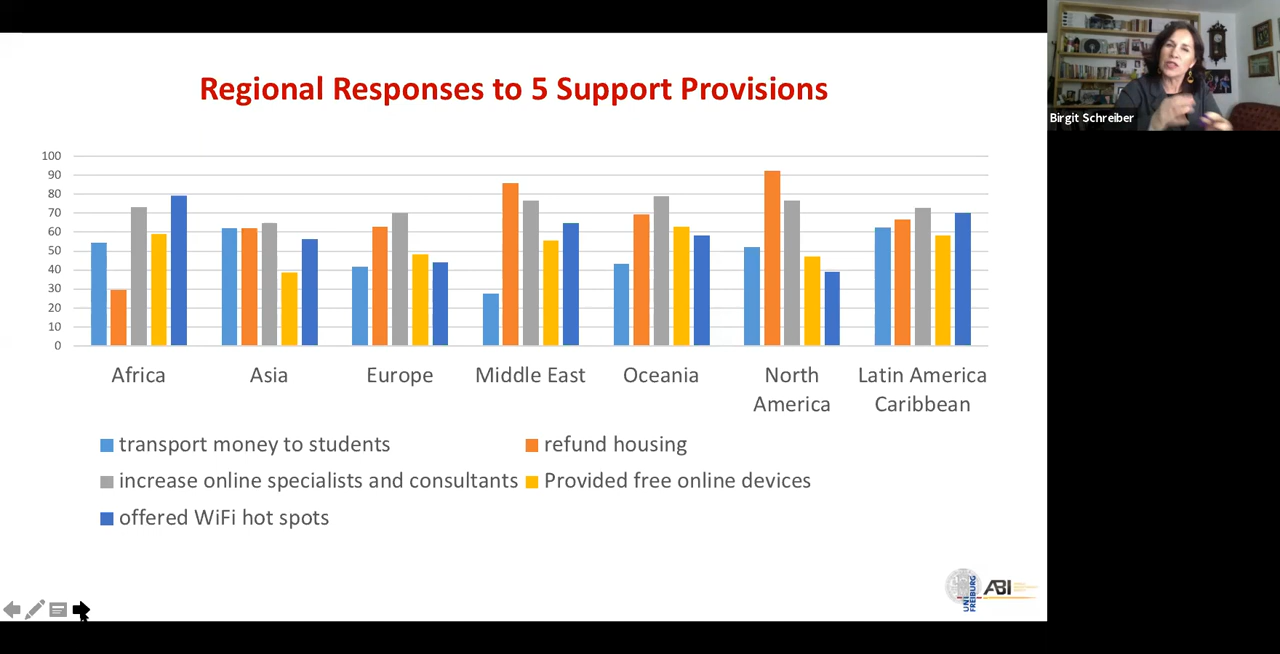 Regional Responses to 5 Support Provisions
Birgit Schreiber
100
90
80
70
60
50
40
30
20
10
0
Africa
Asia
Europe
Middle East
Oceania
North
America
Latin America
Caribbean
transport money to students
refund housing
increase online specialists and consultants
Provided free online devices
offered WiFi hot spots
UNI
FREIBURG
ABI